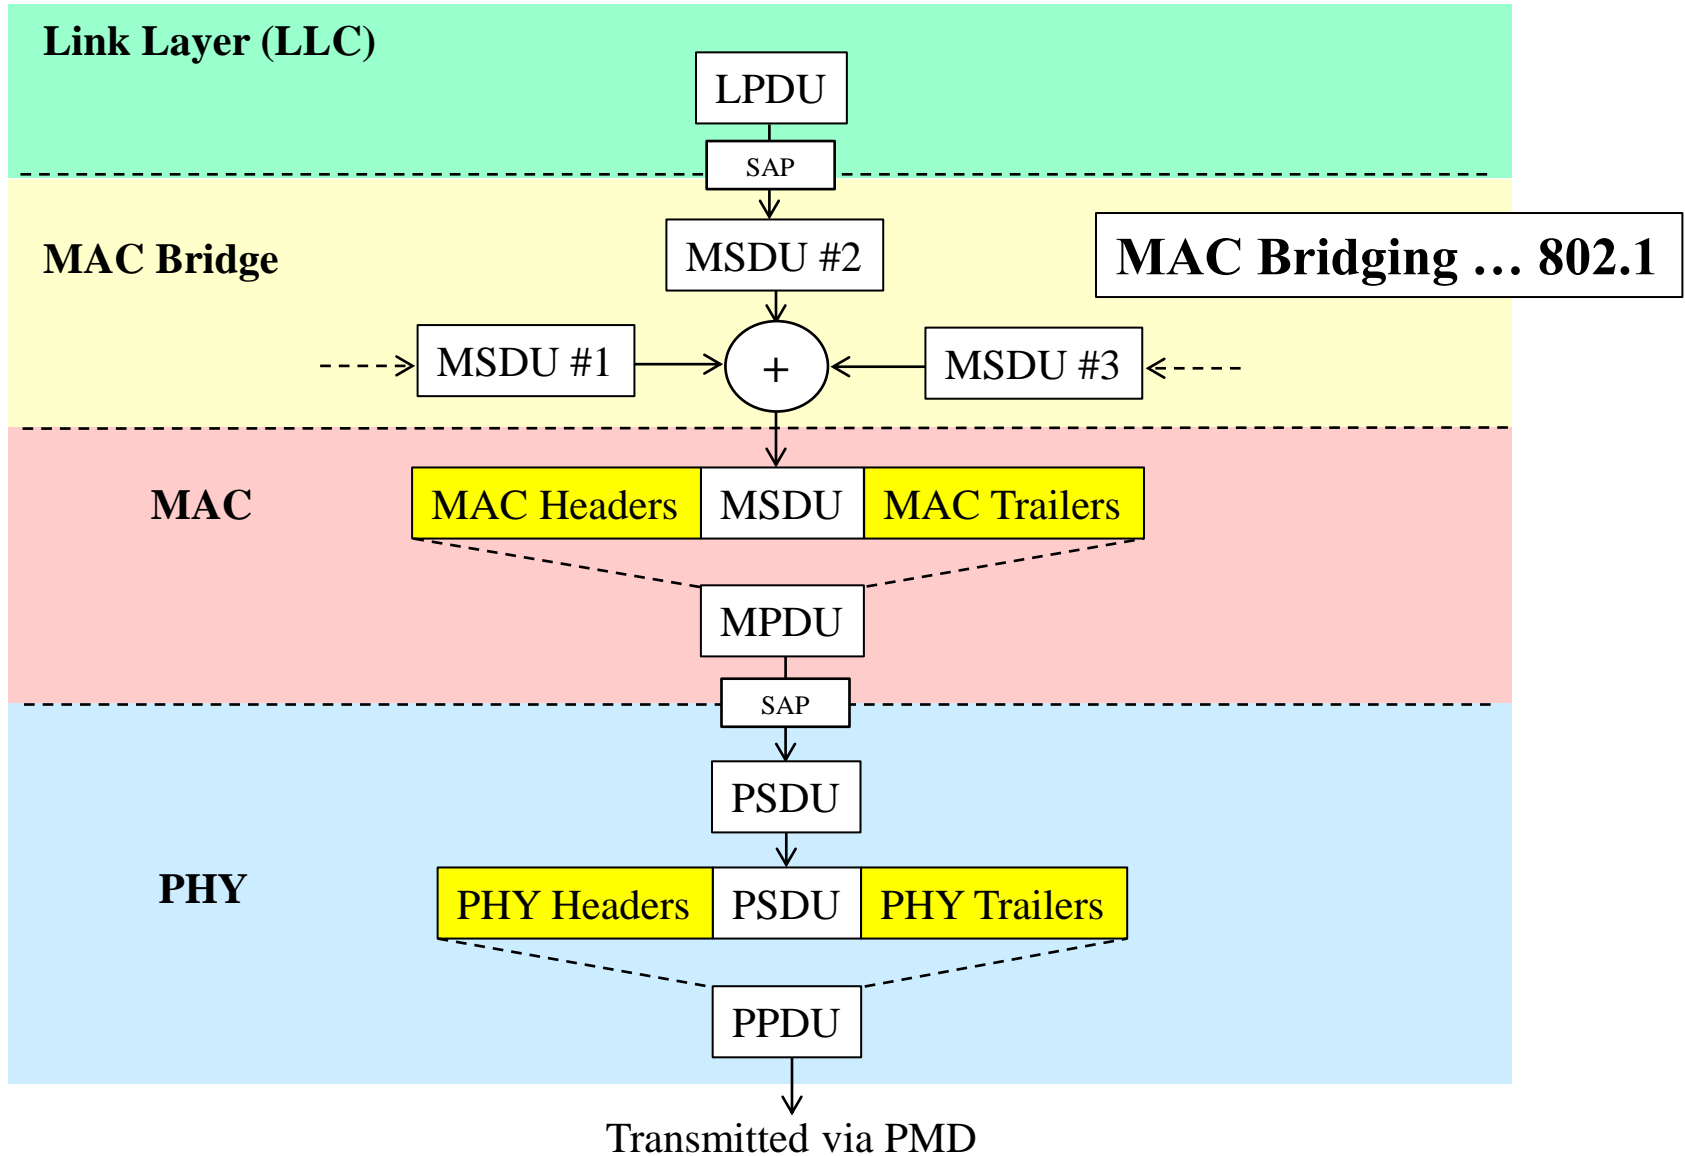 Link Layer (LLC)
LPDU
SAP
MSDU #2
MAC Bridge
MAC Bridging … 802.1
MSDU #1
+
MSDU #3
MAC
MAC Headers
MSDU
MAC Trailers
MPDU
SAP
PSDU
PHY
PHY Headers
PSDU
PHY Trailers
PPDU
Transmitted via PMD